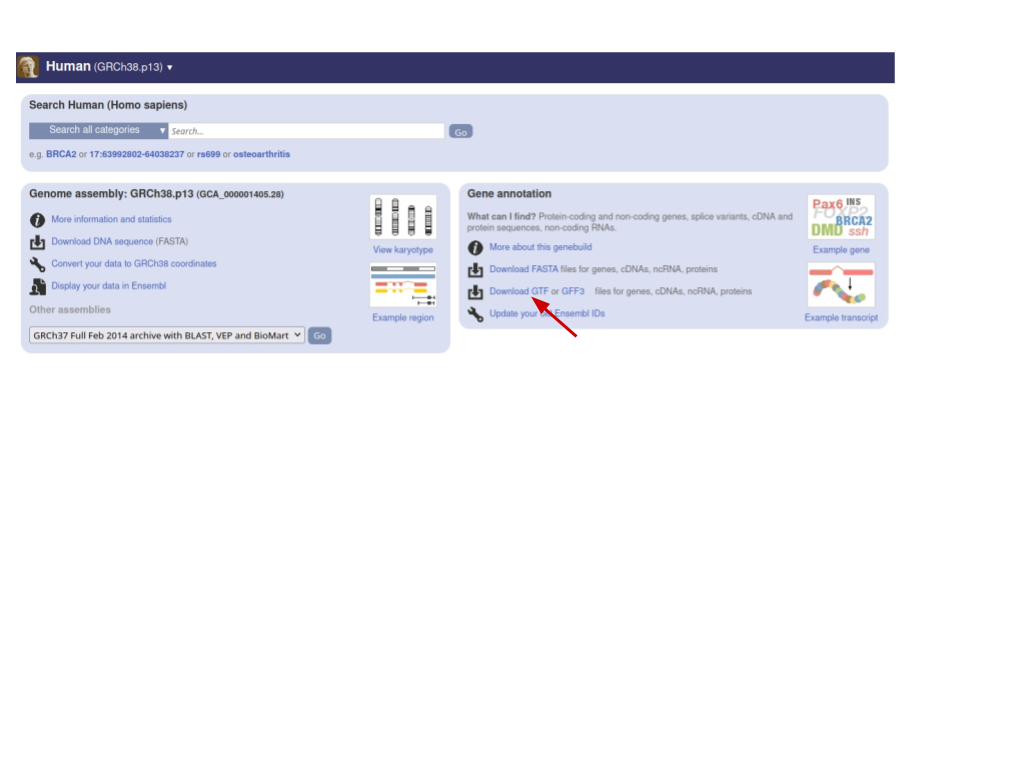 Human (GRCh38.p13) ▾
Search Human (Homo sapiens)
Search all categories ▾ Search... Go
e.g. BRCA2 or 17:63992802-64038237 or rs699 or osteoarthritis
Genome assembly: GRCh38.p13 (GCA_000001405.28)
More information and statistics
Download DNA sequence (FASTA)
Convert your data to GRCh38 coordinates
Display your data in Ensembl
Other assemblies
GRCh37 Full Feb 2014 archive with BLAST, VEP and BioMart Go
View karyotype
Example region
Gene annotation
What can I find? Protein-coding and non-coding genes, splice variants, cDNA and
protein sequences, non-coding RNAs.
More about this genebuild
Download FASTA files for genes, cDNAs, ncRNA, proteins
Download GTF or GFF3 files for genes, cDNAs, ncRNA, proteins
Update your old Ensembl IDs
Pax6 INS
FOXP2
BRCA2
DMD ssh
Example gene
Example transcript